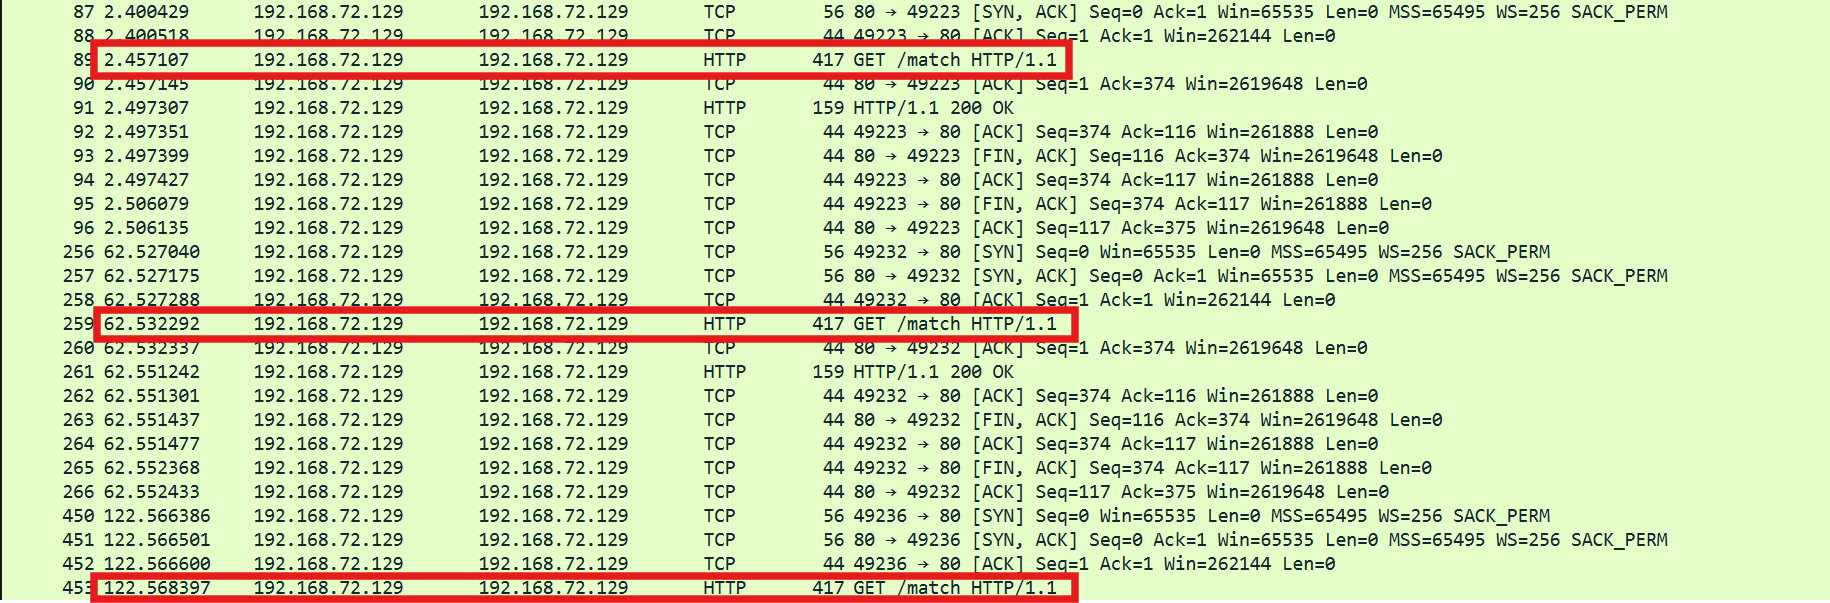 87 2.400429 192.168.72.129 192.168.72.129 TCP 56 80 → 49223 [SYN, ACK] Seq=0 Ack=1 Win=65535 Len=0 MSS=65495 WS=256 SACK_PERM
88 2.400518 192.168.72.129 192.168.72.129 TCP 44 49223 → 80 [ACK] Seq=1 Ack=1 Win=262144 Len=0
89 2.457107 192.168.72.129 192.168.72.129 HTTP 417 GET /match HTTP/1.1
90 2.457145 192.168.72.129 192.168.72.129 TCP 44 80 → 49223 [ACK] Seq=1 Ack=374 Win=2619648 Len=0
91 2.497307 192.168.72.129 192.168.72.129 HTTP 159 HTTP/1.1 200 OK
92 2.497351 192.168.72.129 192.168.72.129 TCP 44 49223 → 80 [ACK] Seq=374 Ack=116 Win=261888 Len=0
93 2.497399 192.168.72.129 192.168.72.129 TCP 44 80 → 49223 [FIN, ACK] Seq=116 Ack=374 Win=2619648 Len=0
94 2.497427 192.168.72.129 192.168.72.129 TCP 44 49223 → 80 [ACK] Seq=374 Ack=117 Win=261888 Len=0
95 2.506079 192.168.72.129 192.168.72.129 TCP 44 49223 → 80 [FIN, ACK] Seq=374 Ack=117 Win=261888 Len=0
96 2.506135 192.168.72.129 192.168.72.129 TCP 44 80 → 49223 [ACK] Seq=117 Ack=375 Win=2619648 Len=0
256 62.527040 192.168.72.129 192.168.72.129 TCP 56 49232 → 80 [SYN] Seq=0 Win=65535 Len=0 MSS=65495 WS=256 SACK_PERM
257 62.527175 192.168.72.129 192.168.72.129 TCP 56 80 → 49232 [SYN, ACK] Seq=0 Ack=1 Win=65535 Len=0 MSS=65495 WS=256 SACK_PERM
258 62.527288 192.168.72.129 192.168.72.129 TCP 44 49232 → 80 [ACK] Seq=1 Ack=1 Win=262144 Len=0
259 62.532292 192.168.72.129 192.168.72.129 HTTP 417 GET /match HTTP/1.1
260 62.532337 192.168.72.129 192.168.72.129 TCP 44 80 → 49232 [ACK] Seq=1 Ack=374 Win=2619648 Len=0
261 62.551242 192.168.72.129 192.168.72.129 HTTP 159 HTTP/1.1 200 OK
262 62.551301 192.168.72.129 192.168.72.129 TCP 44 49232 → 80 [ACK] Seq=374 Ack=116 Win=261888 Len=0
263 62.551437 192.168.72.129 192.168.72.129 TCP 44 80 → 49232 [FIN, ACK] Seq=116 Ack=374 Win=2619648 Len=0
264 62.551477 192.168.72.129 192.168.72.129 TCP 44 49232 → 80 [ACK] Seq=374 Ack=117 Win=261888 Len=0
265 62.552368 192.168.72.129 192.168.72.129 TCP 44 49232 → 80 [FIN, ACK] Seq=374 Ack=117 Win=261888 Len=0
266 62.552433 192.168.72.129 192.168.72.129 TCP 44 80 → 49232 [ACK] Seq=117 Ack=375 Win=2619648 Len=0
450 122.566386 192.168.72.129 192.168.72.129 TCP 56 49236 → 80 [SYN] Seq=0 Win=65535 Len=0 MSS=65495 WS=256 SACK_PERM
451 122.566501 192.168.72.129 192.168.72.129 TCP 56 80 → 49236 [SYN, ACK] Seq=0 Ack=1 Win=65535 Len=0 MSS=65495 WS=256 SACK_PERM
452 122.566600 192.168.72.129 192.168.72.129 TCP 44 49236 → 80 [ACK] Seq=1 Ack=1 Win=262144 Len=0
453 122.568397 192.168.72.129 192.168.72.129 HTTP 417 GET /match HTTP/1.1